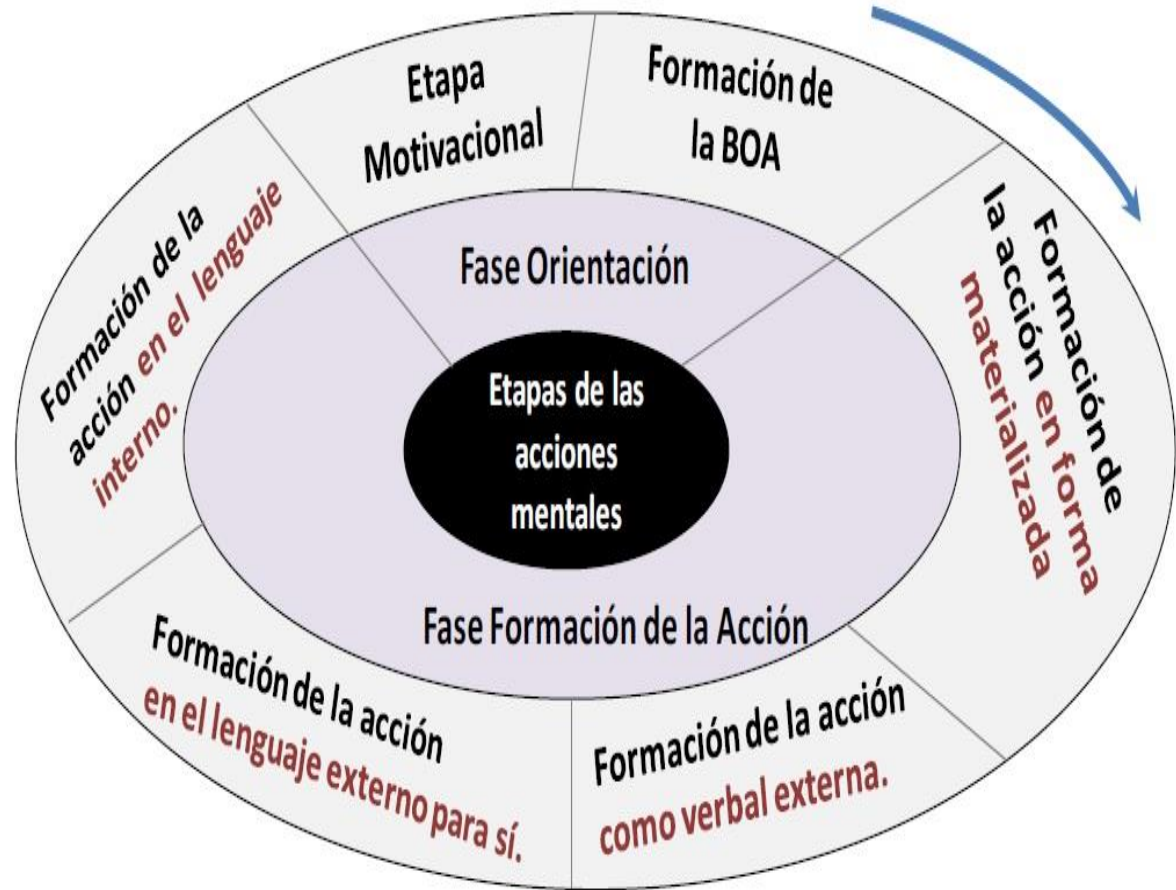 Etapa
Motivacional
Formación de
la BOA
Formación de
la acción en forma
materializada
Formación de la acción
como verbal externa.
Formación de la acción
en el lenguaje externo para sí.
Formación de la
acción en el lenguaje
interno.
Fase Orientación
Etapas de las
acciones
mentales
Fase Formación de la Acción